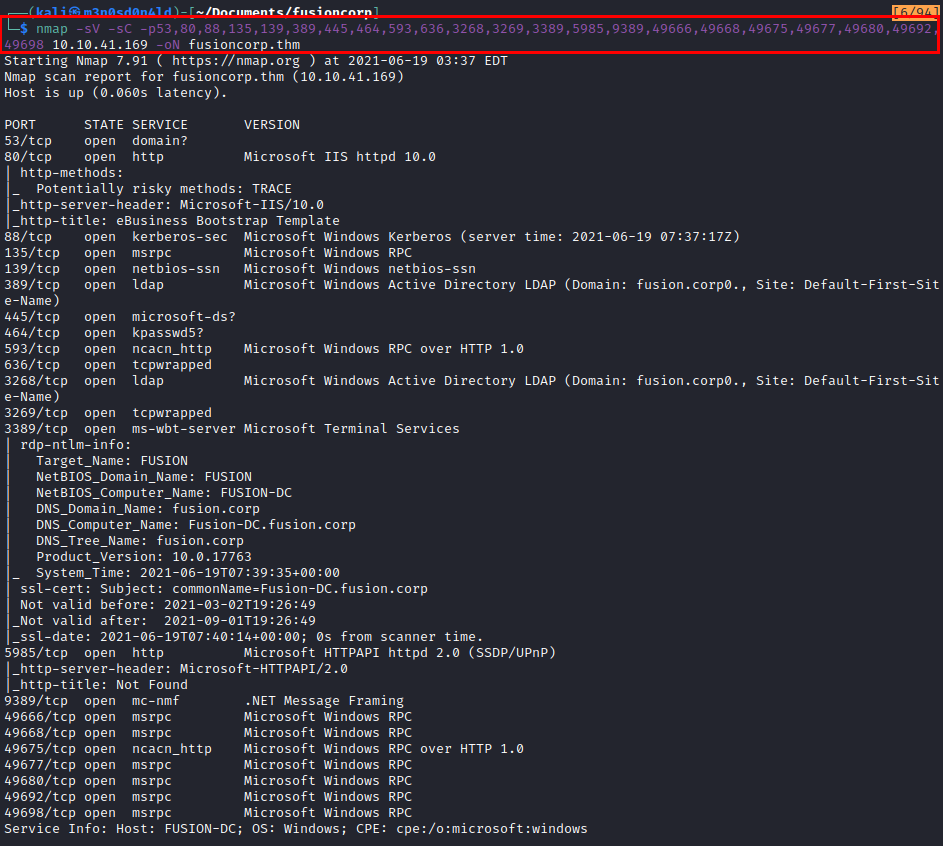 ┌──(kali㉿m3n0sd0n4ld)-[~/Documents/fusioncorp] [6/94]
└─$ nmap -sV -sC -p53,80,88,135,139,389,445,464,593,636,3268,3269,3389,5985,9389,49666,49668,49675,49677,49680,49692,
49698 10.10.41.169 -oN fusioncorp.thm
Starting Nmap 7.91 ( https://nmap.org ) at 2021-06-19 03:37 EDT
Nmap scan report for fusioncorp.thm (10.10.41.169)
Host is up (0.060s latency).

PORT      STATE SERVICE       VERSION
53/tcp    open  domain?
80/tcp    open  http          Microsoft IIS httpd 10.0
| http-methods:
|_  Potentially risky methods: TRACE
|_http-server-header: Microsoft-IIS/10.0
|_http-title: eBusiness Bootstrap Template
88/tcp    open  kerberos-sec  Microsoft Windows Kerberos (server time: 2021-06-19 07:37:17Z)
135/tcp   open  msrpc         Microsoft Windows RPC
139/tcp   open  netbios-ssn   Microsoft Windows netbios-ssn
389/tcp   open  ldap          Microsoft Windows Active Directory LDAP (Domain: fusion.corp0., Site: Default-First-Sit
e-Name)
445/tcp   open  microsoft-ds?
464/tcp   open  kpasswd5?
593/tcp   open  ncacn_http    Microsoft Windows RPC over HTTP 1.0
636/tcp   open  tcpwrapped
3268/tcp  open  ldap          Microsoft Windows Active Directory LDAP (Domain: fusion.corp0., Site: Default-First-Sit
e-Name)
3269/tcp  open  tcpwrapped
3389/tcp  open  ms-wbt-server Microsoft Terminal Services
| rdp-ntlm-info:
|   Target_Name: FUSION
|   NetBIOS_Domain_Name: FUSION
|   NetBIOS_Computer_Name: FUSION-DC
|   DNS_Domain_Name: fusion.corp
|   DNS_Computer_Name: Fusion-DC.fusion.corp
|   DNS_Tree_Name: fusion.corp
|   Product_Version: 10.0.17763
|_  System_Time: 2021-06-19T07:39:35+00:00
| ssl-cert: Subject: commonName=Fusion-DC.fusion.corp
| Not valid before: 2021-03-02T19:26:49
|_Not valid after:  2021-09-01T19:26:49
|_ssl-date: 2021-06-19T07:40:14+00:00; 0s from scanner time.
5985/tcp  open  http          Microsoft HTTPAPI httpd 2.0 (SSDP/UPnP)
|_http-server-header: Microsoft-HTTPAPI/2.0
|_http-title: Not Found
9389/tcp  open  mc-nmf        .NET Message Framing
49666/tcp open  msrpc         Microsoft Windows RPC
49668/tcp open  msrpc         Microsoft Windows RPC
49675/tcp open  ncacn_http    Microsoft Windows RPC over HTTP 1.0
49677/tcp open  msrpc         Microsoft Windows RPC
49680/tcp open  msrpc         Microsoft Windows RPC
49692/tcp open  msrpc         Microsoft Windows RPC
49698/tcp open  msrpc         Microsoft Windows RPC
Service Info: Host: FUSION-DC; OS: Windows; CPE: cpe:/o:microsoft:windows